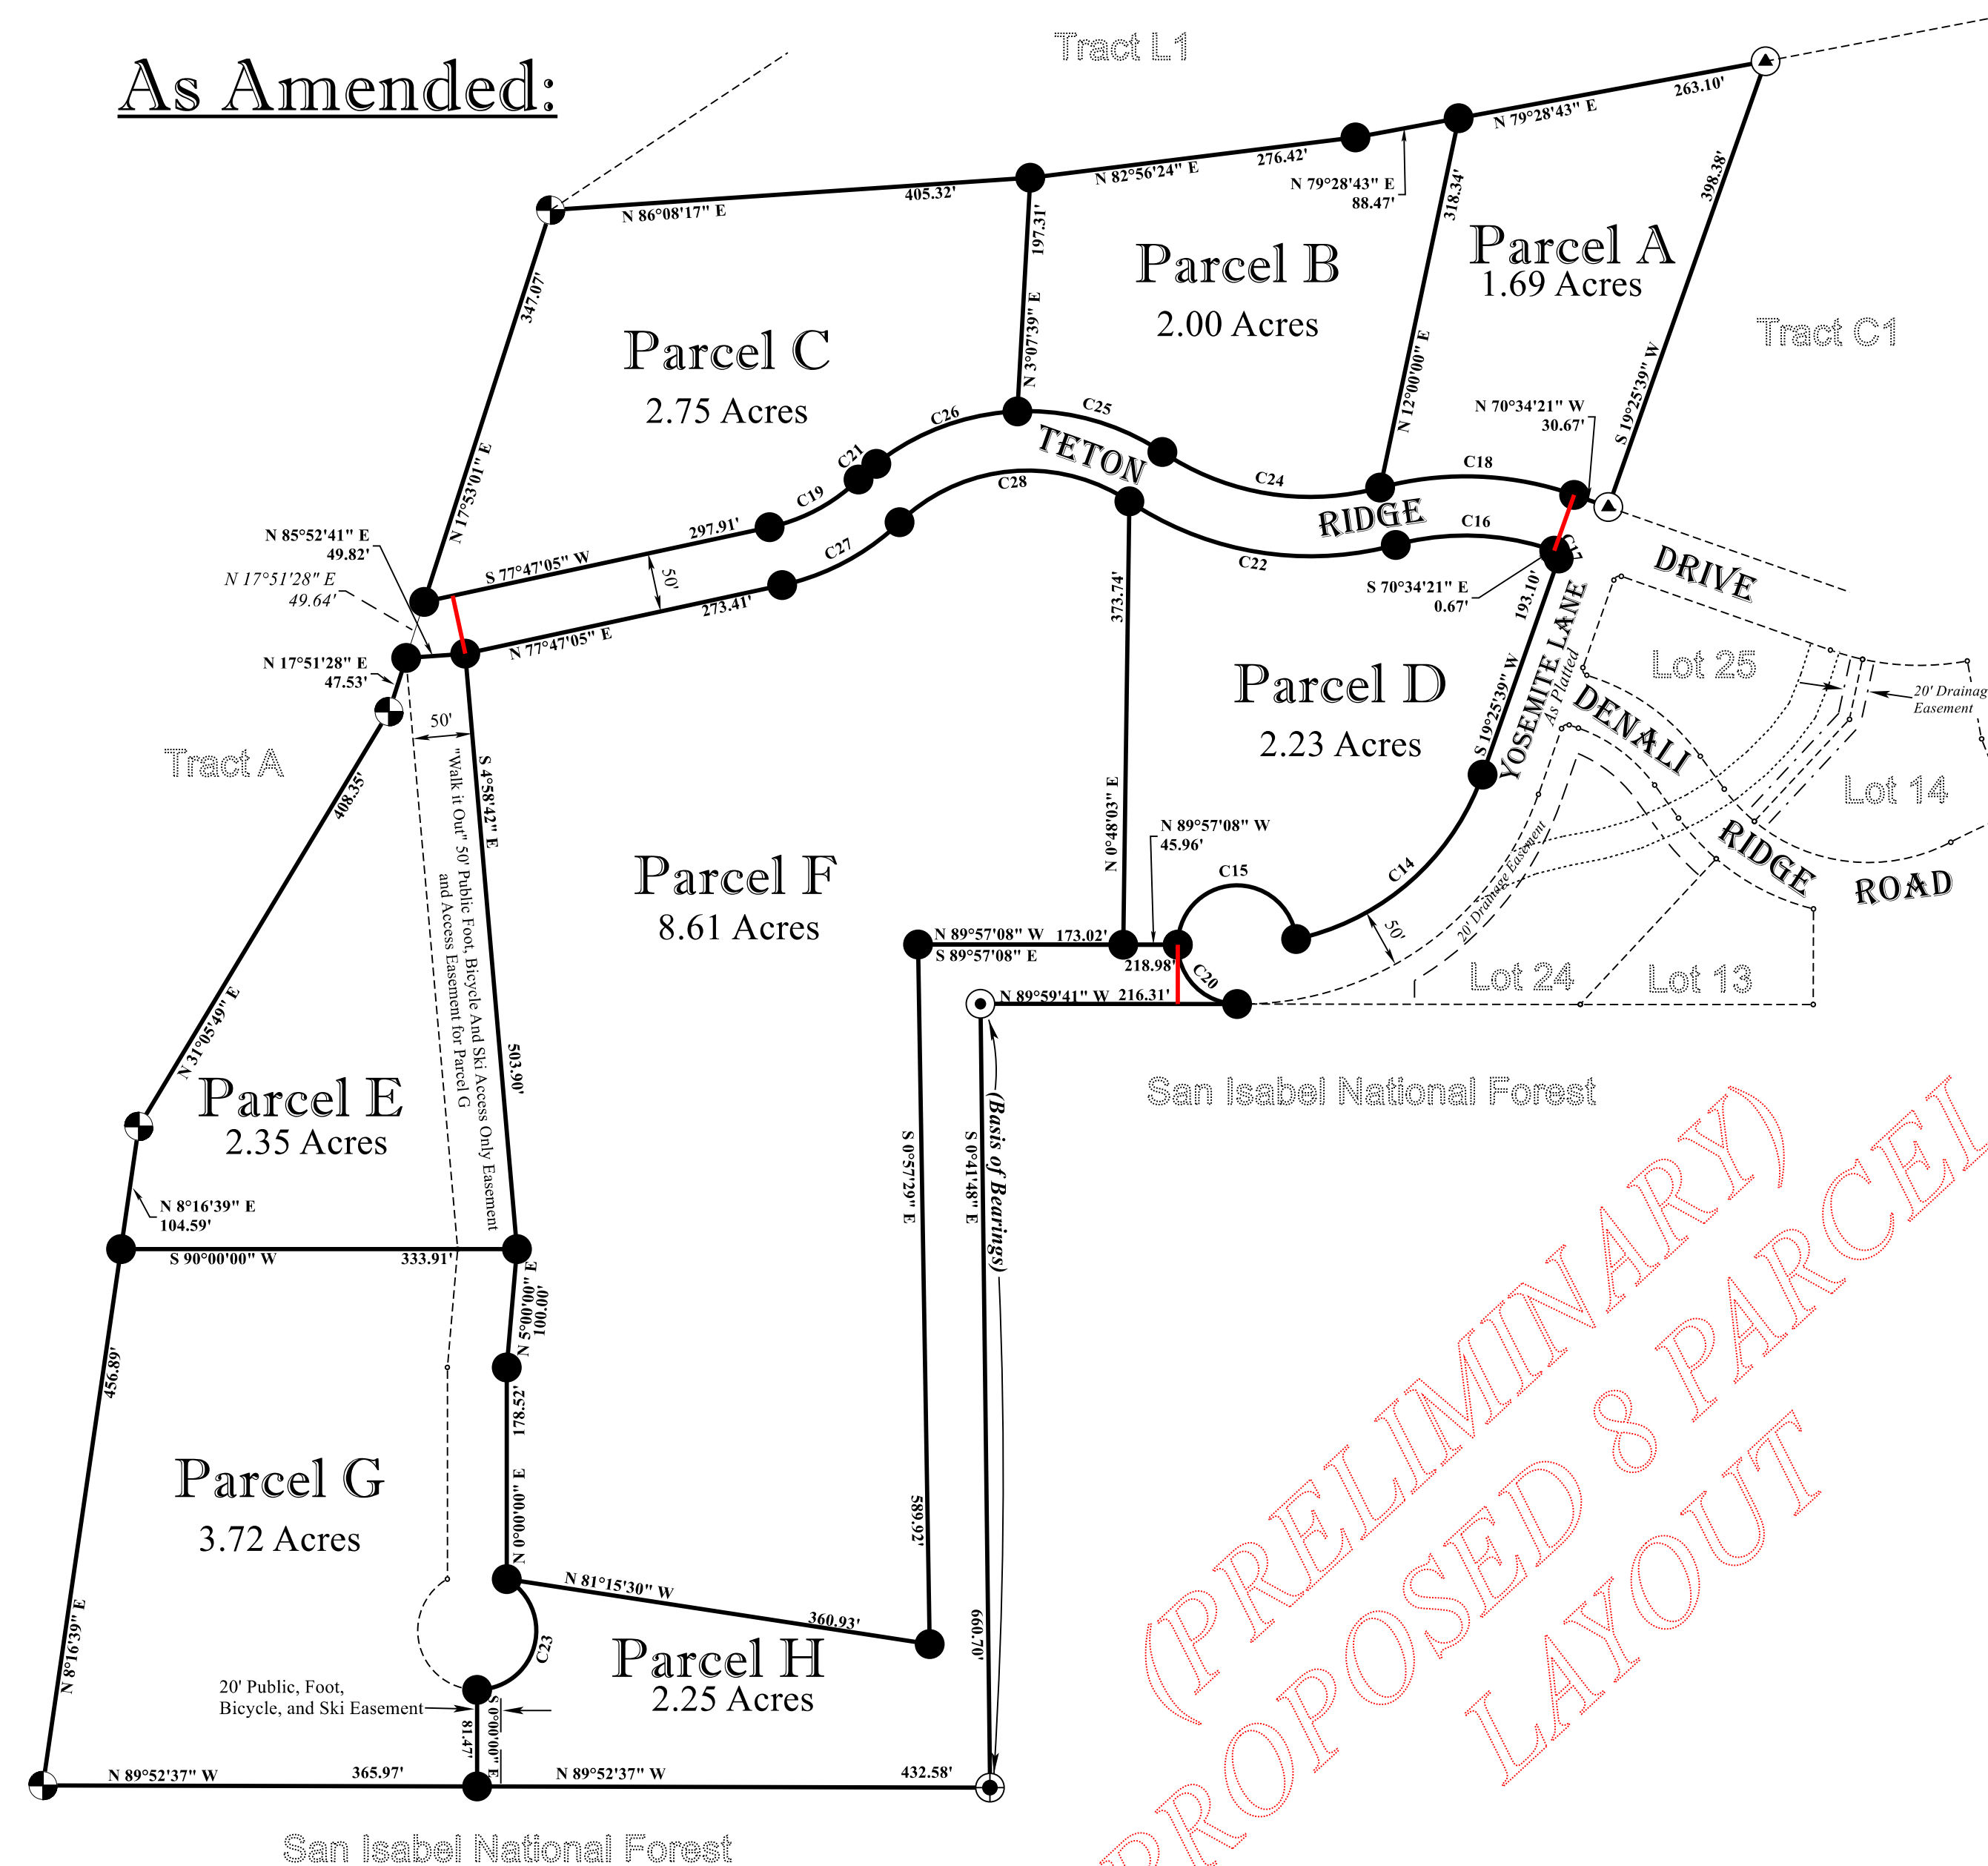 As Amended:
Tract L1
263.10'
N 79°28'43" E
276.42'
N 82°56'24" E
N 79°28'43" E
88.47'
405.32'
N 86°08'17" E
347.07'
N 17°53'01" E
197.31'
N 3°07'39" E
318.34'
N 12°00'00" E
398.38'
S 19°25'39" W
Parcel A
1.69 Acres
Parcel B
2.00 Acres
Parcel C
2.75 Acres
Tract C1
N 70°34'21" W
30.67'
C26
C25
C21
C19
C24
C18
C16
C17
C28
C27
C22
TETON
RIDGE
DRIVE
297.91'
S 77°47'05" W
50'
273.41'
N 77°47'05" E
N 85°52'41" E
49.82'
N 17°51'28" E
49.64'
N 17°51'28" E
47.53'
S 70°34'21" E
0.67'
193.10'
S 19°25'39" W
YOSEMITE LANE
As Platted
Lot 25
DENALI
RIDGE
ROAD
20' Drainag
Easement
Lot 14
Parcel D
2.23 Acres
373.74'
N 0°48'03" E
Tract A
408.35'
N 31°05'49" E
50'
"Walk it Out" 50' Public Foot, Bicycle And Ski Access Only Easement
and Access Easement for Parcel G
S 4°58'42" E
503.90'
Parcel F
8.61 Acres
N 89°57'08" W
45.96'
C15
C14
C20
50'
20' Drainage Easement
N 89°57'08" W 173.02'
S 89°57'08" E
218.98'
N 89°59'41" W 216.31'
Lot 24
Lot 13
San Isabel National Forest
Parcel E
2.35 Acres
N 8°16'39" E
104.59'
S 90°00'00" W
333.91'
N 5°00'00" E
100.00'
S 0°57'29" E
589.92'
S 0°41'48" E
660.70'
(Basis of Bearings)
456.89'
N 8°16'39" E
178.52'
N 0°00'00" E
Parcel G
3.72 Acres
N 81°15'30" W
360.93'
C23
Parcel H
2.25 Acres
20' Public, Foot,
Bicycle, and Ski Easement
S 0°00'00" E
81.47'
N 89°52'37" W
365.97'
N 89°52'37" W
432.58'
San Isabel National Forest
(PRELIMINARY)
PROPOSED 8 PARCEL
LAYOUT